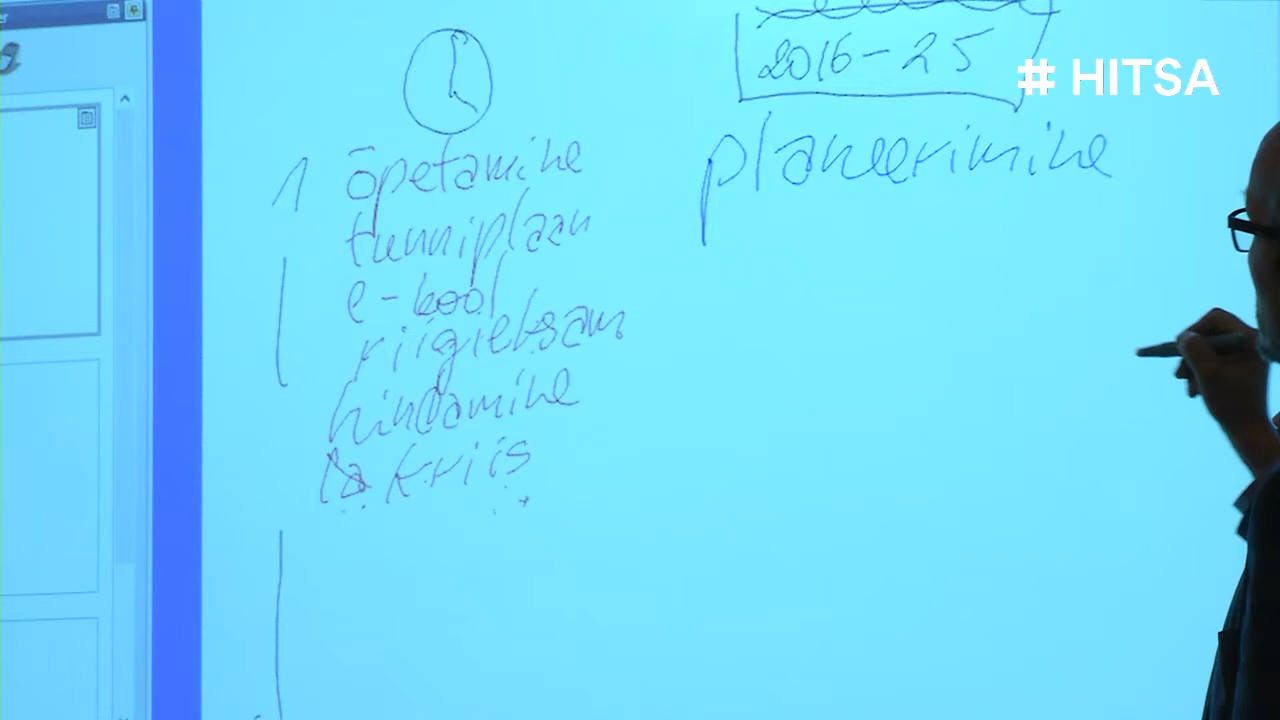 2016-25
# HITSA
planeerimine
1 õpetamine
tunniplaan
e-kool
riigieksam
hindamine
kriis